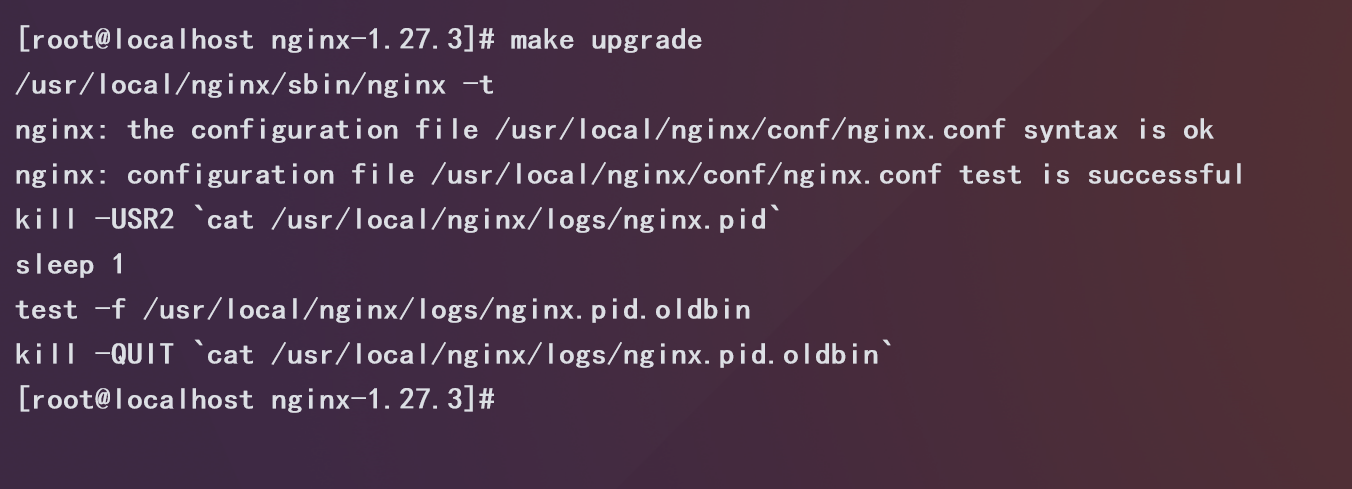 [root@localhost nginx-1.27.3]# make upgrade
/usr/local/nginx/sbin/nginx -t
nginx: the configuration file /usr/local/nginx/conf/nginx.conf syntax is ok
nginx: configuration file /usr/local/nginx/conf/nginx.conf test is successful
kill -USR2 `cat /usr/local/nginx/logs/nginx.pid`
sleep 1
test -f /usr/local/nginx/logs/nginx.pid.oldbin
kill -QUIT `cat /usr/local/nginx/logs/nginx.pid.oldbin`
[root@localhost nginx-1.27.3]#